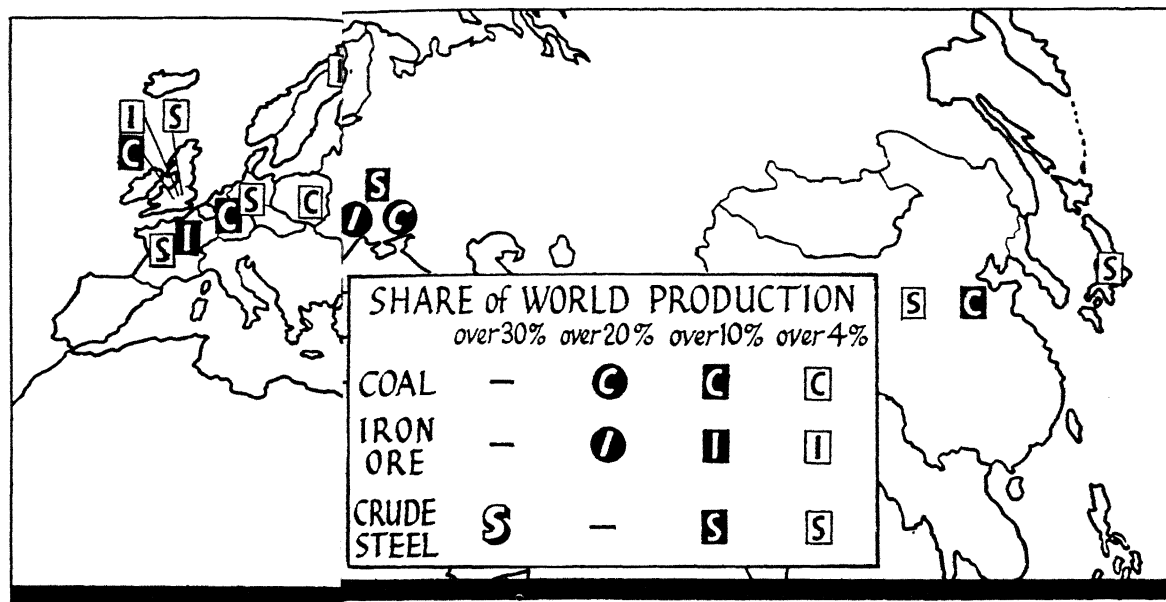 I S
C
I
S C
S
C
I C
S
I
S
S C
S
SHARE of WORLD PRODUCTION
over 30% over 20% over 10% over 4%
COAL – C C C
IRON
ORE – I I I
CRUDE
STEEL S – S S